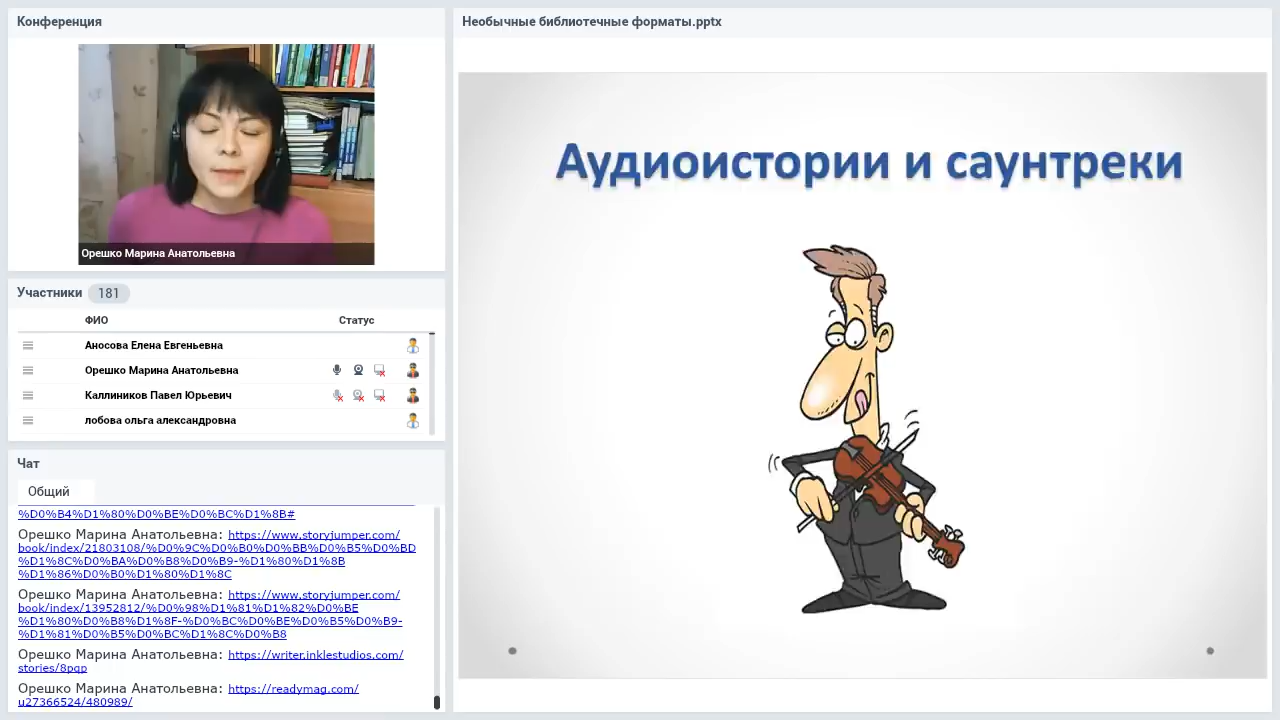 Конференция
Орешко Марина Анатольевна
Участники 181
ФИО Статус
Аносова Елена Евгеньевна
Орешко Марина Анатольевна
Каллиников Павел Юрьевич
лобова ольга александровна
Чат
Общий
%D0%B4%D1%80%D0%BE%D0%BC%D1%8B#
Орешко Марина Анатольевна: https://www.storyjumper.com/
book/index/21803108/%D0%9C%D0%B0%D0%BB%D0%B5%D0%BD
%D1%8C%D0%BA%D0%B8%D0%B9-%D1%80%D1%8B
%D1%86%D0%B0%D1%80%D1%8C
Орешко Марина Анатольевна: https://www.storyjumper.com/
book/index/13952812/%D0%98%D1%81%D1%82%D0%BE
%D1%80%D0%B8%D1%8F-%D0%BC%D0%BE%D0%B5%D0%B9-
%D1%81%D0%B5%D0%BC%D1%8C%D0%B8
Орешко Марина Анатольевна: https://writer.inklestudios.com/
stories/8pqp
Орешко Марина Анатольевна: https://readymag.com/
u27366524/480989/
Необычные библиотечные форматы.pptx
Аудиоистории и саунтреки